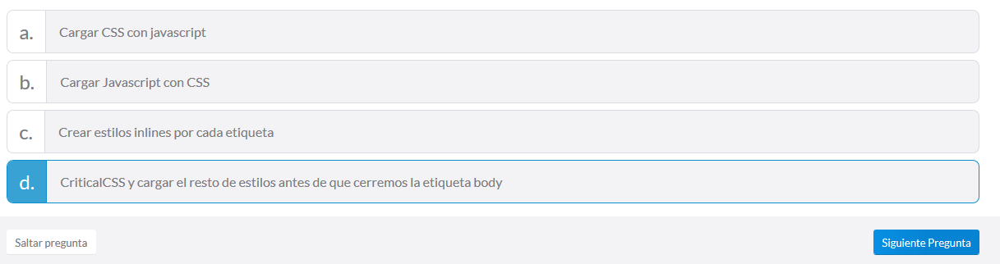 a. Cargar CSS con javascript
b. Cargar Javascript con CSS
c. Crear estilos inlines por cada etiqueta
d. CriticalCSS y cargar el resto de estilos antes de que cerremos la etiqueta body
Saltar pregunta Siguiente Pregunta